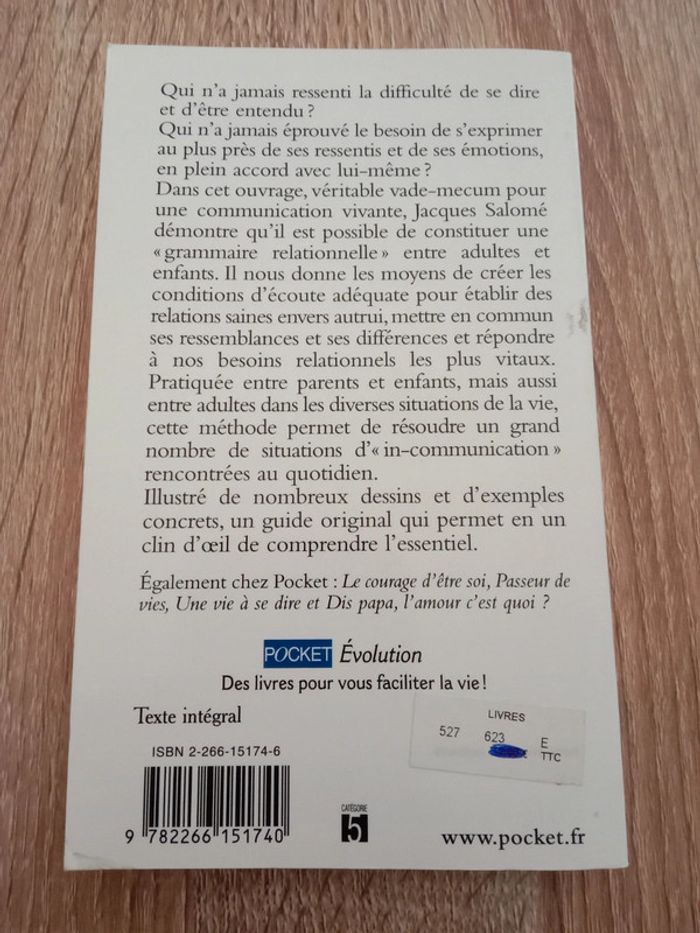 Qui n'a jamais ressenti la difficulté de se dire
et d'être entendu ?
Qui n'a jamais éprouvé le besoin de s'exprimer
au plus près de ses ressentis et de ses émotions,
en plein accord avec lui-même ?
Dans cet ouvrage, véritable vade-mecum pour
une communication vivante, Jacques Salomé
démontre qu'il est possible de constituer une
« grammaire relationnelle » entre adultes et
enfants. Il nous donne les moyens de créer les
conditions d'écoute adéquate pour établir des
relations saines envers autrui, mettre en commun
ses ressemblances et ses différences et répondre
à nos besoins relationnels les plus vitaux.
Pratiquée entre parents et enfants, mais aussi
entre adultes dans les diverses situations de la vie,
cette méthode permet de résoudre un grand
nombre de situations d'« in-communication »
rencontrées au quotidien.
Illustré de nombreux dessins et d'exemples
concrets, un guide original qui permet en un
clin d'œil de comprendre l'essentiel.
Également chez Pocket : Le courage d'être soi, Passeur de
vies, Une vie à se dire et Dis papa, l'amour c'est quoi ?
POCKET Évolution
Des livres pour vous faciliter la vie !
Texte intégral
ISBN 2-266-15174-6
9 782266 151740
CATÉGORIE
5
LIVRES
527 623 E
TTC
www.pocket.fr